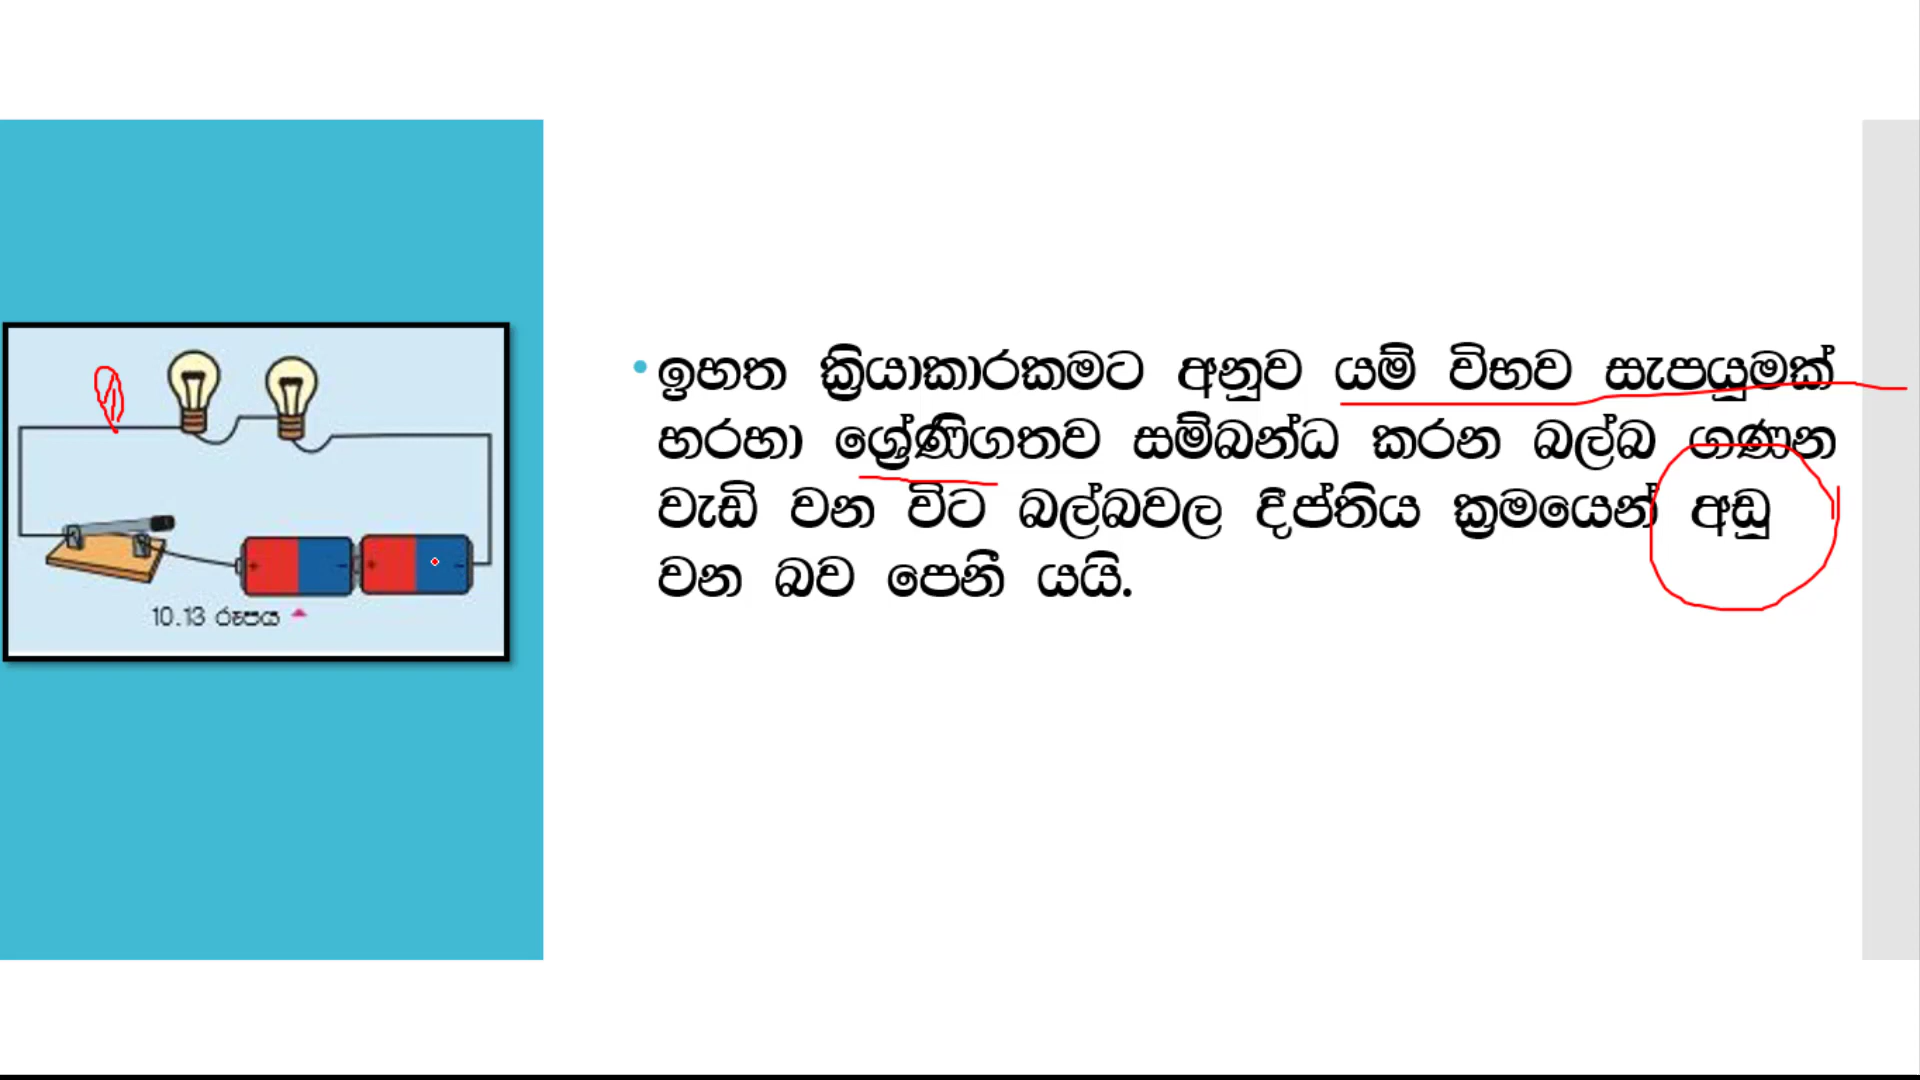 ඉහත ක්‍රියාකාරකමට අනුව යම් විභව සැපයූමක්
හරහා ශ්‍රේණිගතව සම්බන්ධ කරන බල්බ ගණන
වැඩි වන විට බල්බවල දීප්තිය ක්‍රමයෙන් අඩු
වන බව පෙනී යයි.
+ - + -
10.13 රූපය